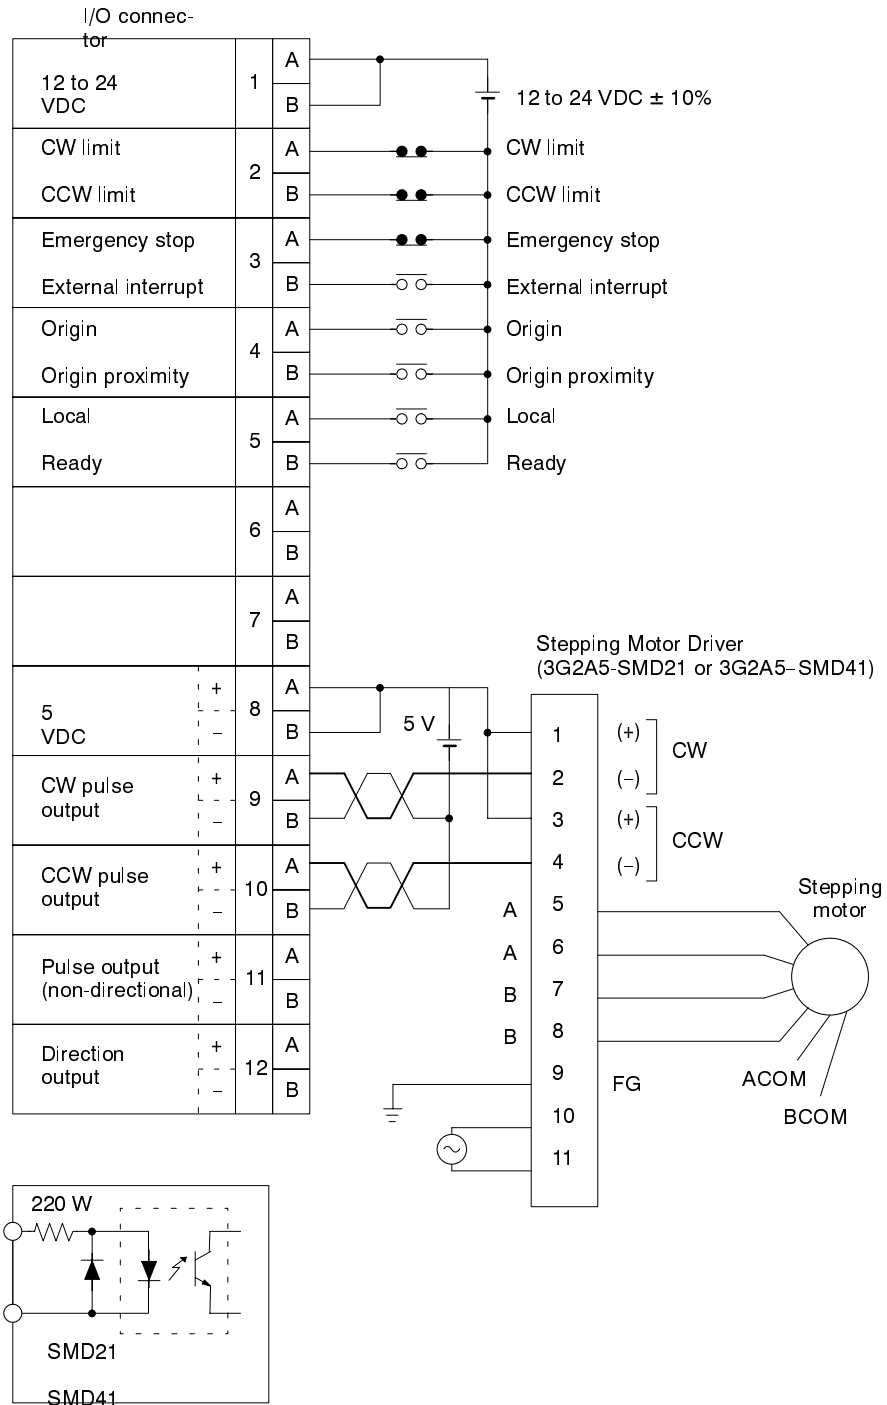 I/O connec-
tor
12 to 24
VDC
1
A
B
12 to 24 VDC ± 10%
CW limit
CCW limit
2
A
B
CW limit
CCW limit
Emergency stop
External interrupt
3
A
B
Emergency stop
External interrupt
Origin
Origin proximity
4
A
B
Origin
Origin proximity
Local
Ready
5
A
B
Local
Ready
6
A
B
7
A
B
Stepping Motor Driver
(3G2A5-SMD21 or 3G2A5–SMD41)
5
VDC
+
–
8
A
B
5 V
CW pulse
output
+
–
9
A
B
CCW pulse
output
+
–
10
A
B
Pulse output
(non-directional)
+
–
11
A
B
Direction
output
+
–
12
A
B
1
(+)
2
(–)
CW
3
(+)
4
(–)
CCW
A
5
A
6
B
7
B
8
9
FG
10
11
Stepping
motor
ACOM
BCOM
~
220 W
SMD21
SMD41